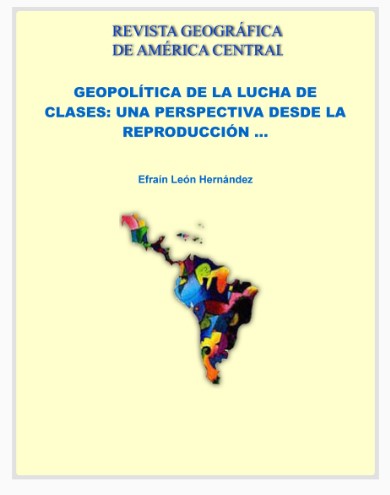 REVISTA GEOGRÁFICA
DE AMÉRICA CENTRAL
GEOPOLÍTICA DE LA LUCHA DE
CLASES: UNA PERSPECTIVA DESDE LA
REPRODUCCIÓN ...
Efraín León Hernández